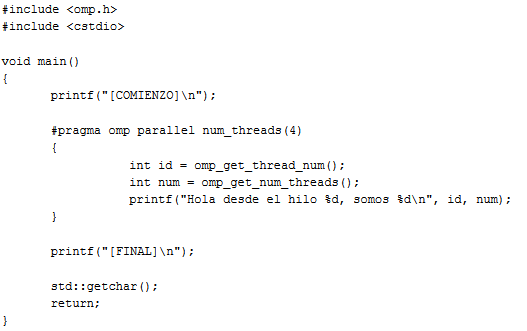 #include <omp.h>
#include <cstdio>
void main()
{
printf("[COMIENZO]\n");
#pragma omp parallel num_threads(4)
{
int id = omp_get_thread_num();
int num = omp_get_num_threads();
printf("Hola desde el hilo %d, somos %d\n", id, num);
}
printf("[FINAL]\n");
std::getchar();
return;
}